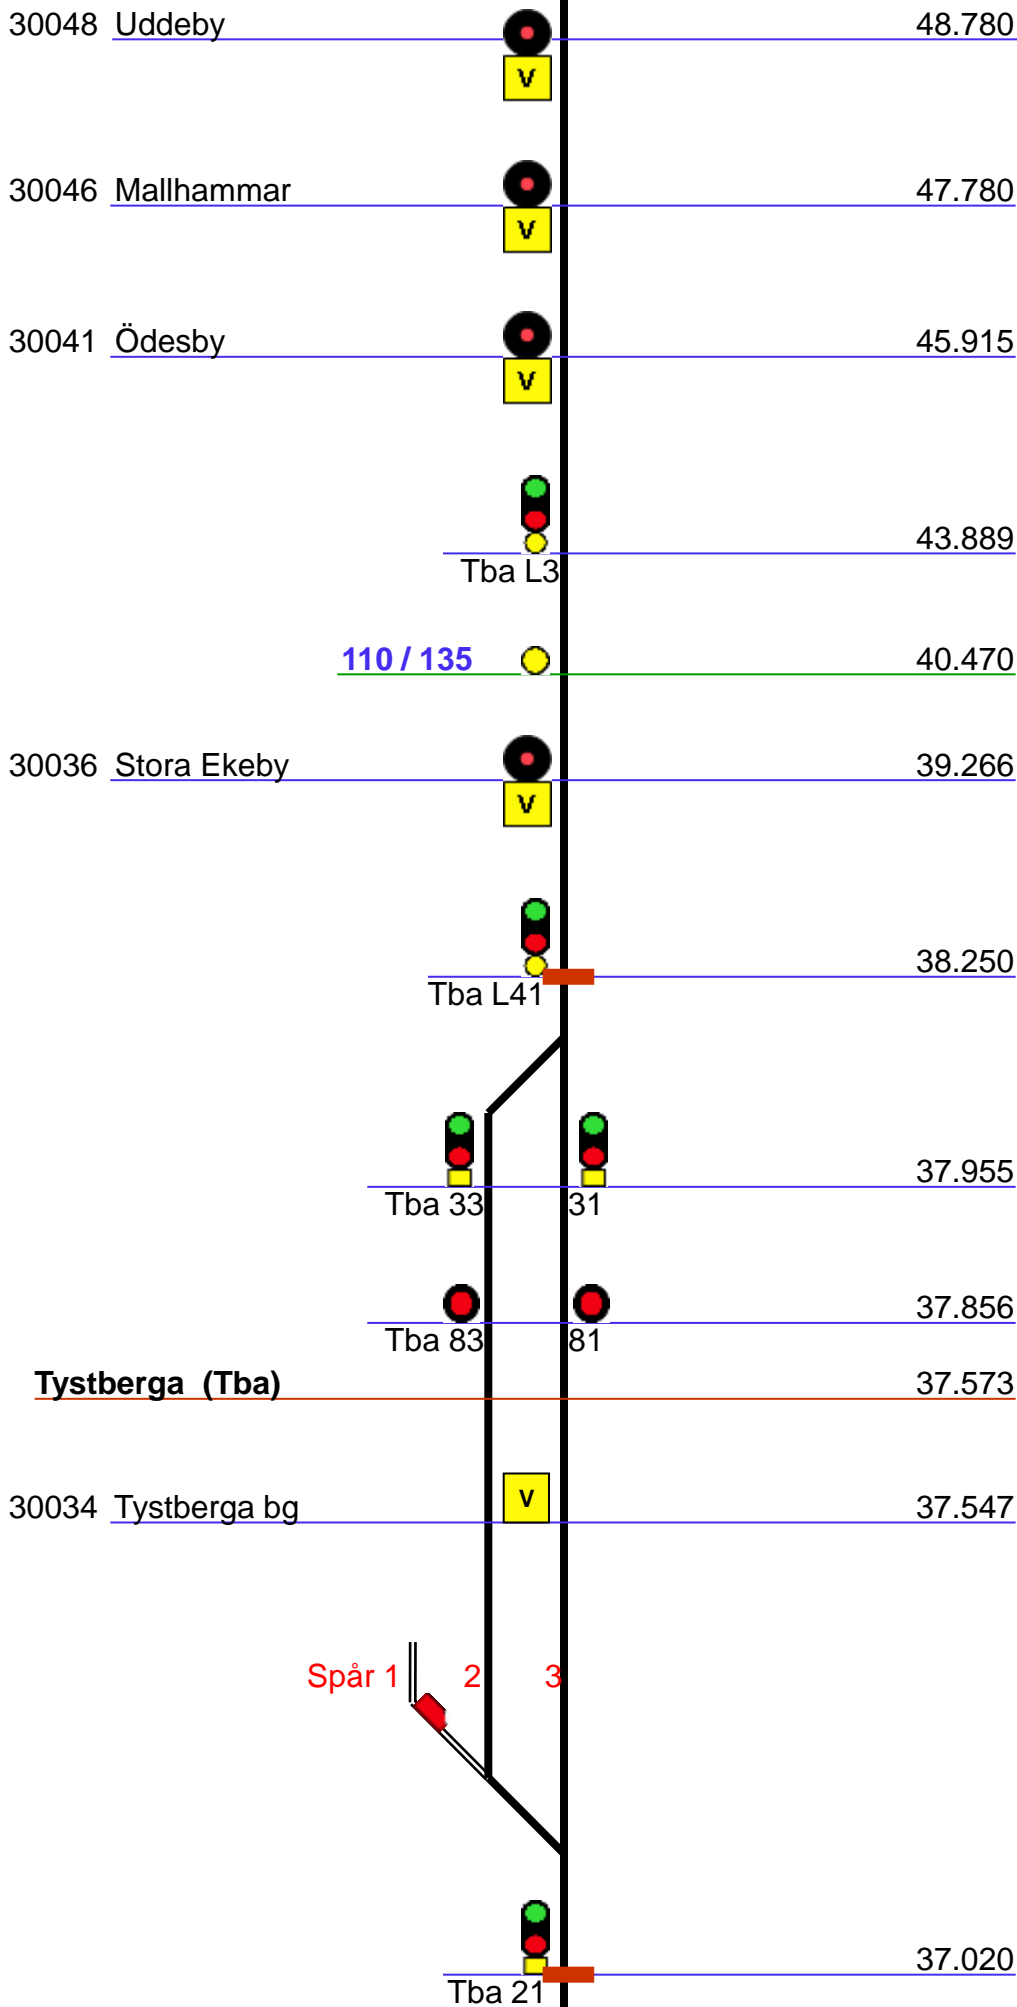 30048 Uddeby 48.780
V
30046 Mallhammar 47.780
V
30041 Ödesby 45.915
V
43.889
Tba L3
110 / 135 40.470
30036 Stora Ekeby 39.266
V
38.250
Tba L41
37.955
Tba 33 31
37.856
Tba 83 81
Tystberga (Tba) 37.573
30034 Tystberga bg V 37.547
Spår 1 2 3
37.020
Tba 21